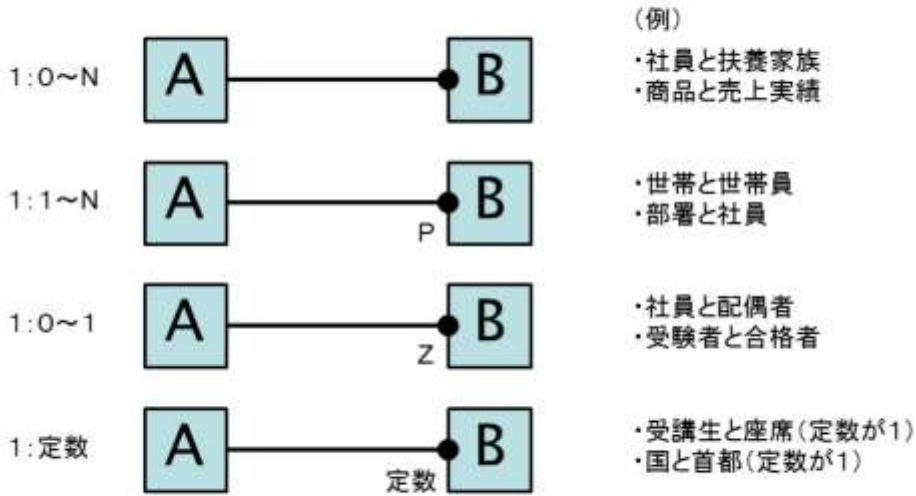 (例)
1:0～N A B ・社員と扶養家族
・商品と売上実績
1:1～N A B ・世帯と世帯員
P ・部署と社員
1:0～1 A B ・社員と配偶者
Z ・受験者と合格者
1:定数 A B ・受講生と座席(定数が1)
定数 ・国と首都(定数が1)